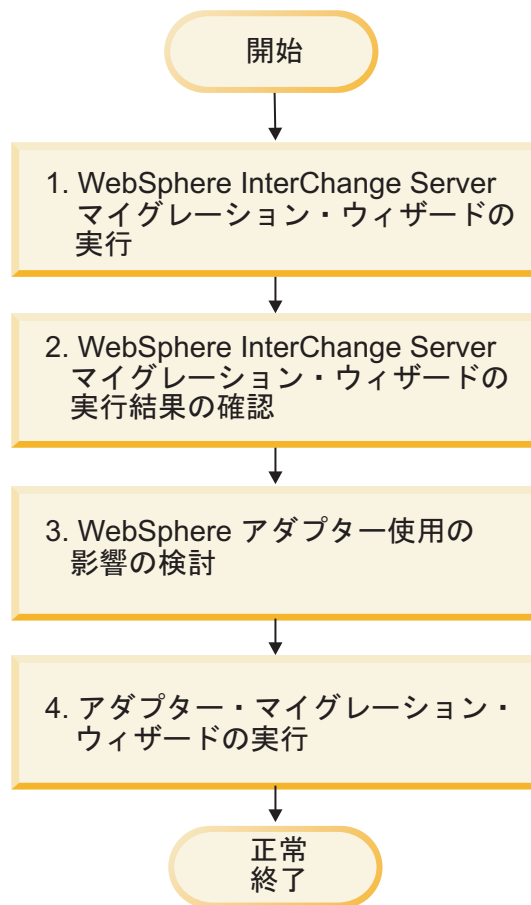 開始
1. WebSphere InterChange Server
マイグレーション・ウィザードの
実行
2. WebSphere InterChange Server
マイグレーション・ウィザードの
実行結果の確認
3. WebSphere アダプター使用の
影響の検討
4. アダプター・マイグレーション・
ウィザードの実行
正常
終了